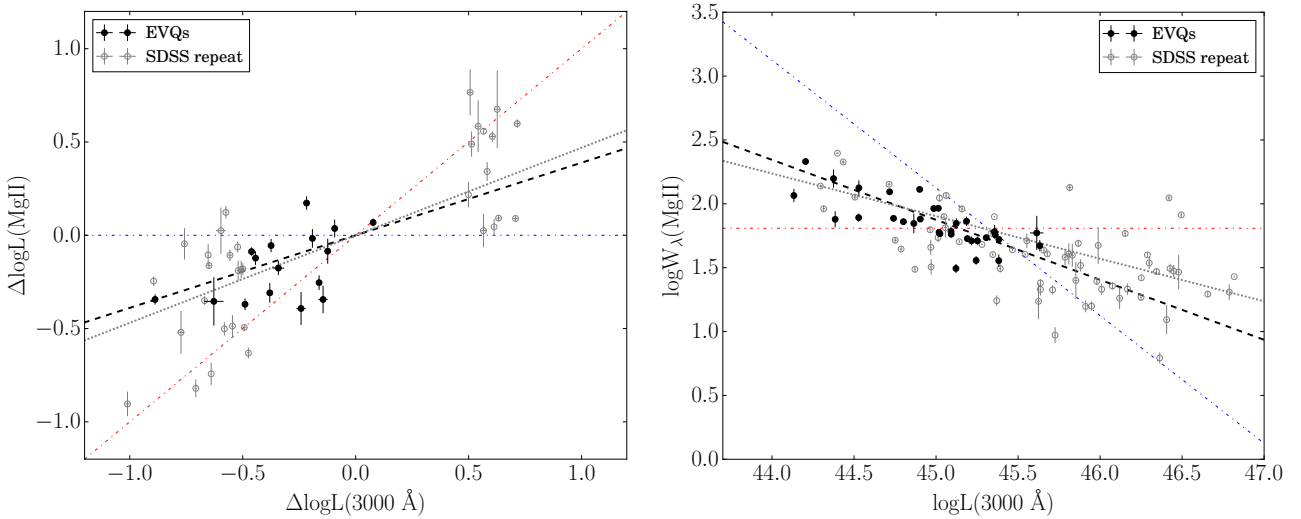 EVQs
SDSS repeat
1.0
0.5
0.0
−0.5
−1.0
ΔlogL(MgII)
−1.0 −0.5 0.0 0.5 1.0
ΔlogL(3000 Å)
EVQs
SDSS repeat
3.5
3.0
2.5
2.0
1.5
1.0
0.5
0.0
logWλ(MgII)
44.0 44.5 45.0 45.5 46.0 46.5 47.0
logL(3000 Å)